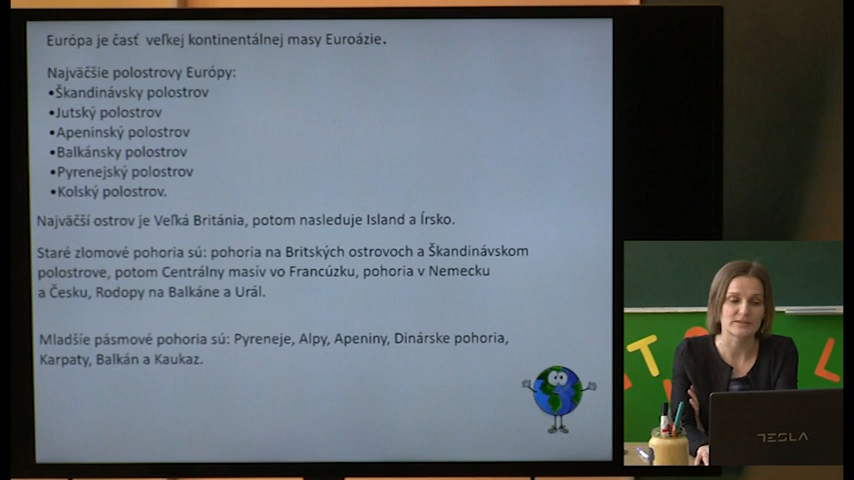 Európa je časť veľkej kontinentálnej masy Euroázie.
Najväčšie polostrovy Európy:
•Škandinávsky polostrov
•Jutský polostrov
•Apeninský polostrov
•Balkánsky polostrov
•Pyrenejský polostrov
•Kolský polostrov.
Najväčší ostrov je Veľká Británia, potom nasleduje Island a Írsko.
Staré zlomové pohoria sú: pohoria na Britských ostrovoch a Škandinávskom
polostrove, potom Centrálny masív vo Francúzku, pohoria v Nemecku
a Česku, Rodopy na Balkáne a Urál.
Mladšie pásmové pohoria sú: Pyreneje, Alpy, Apeniny, Dinárske pohoria,
Karpaty, Balkán a Kaukaz.
T
L
TESLA